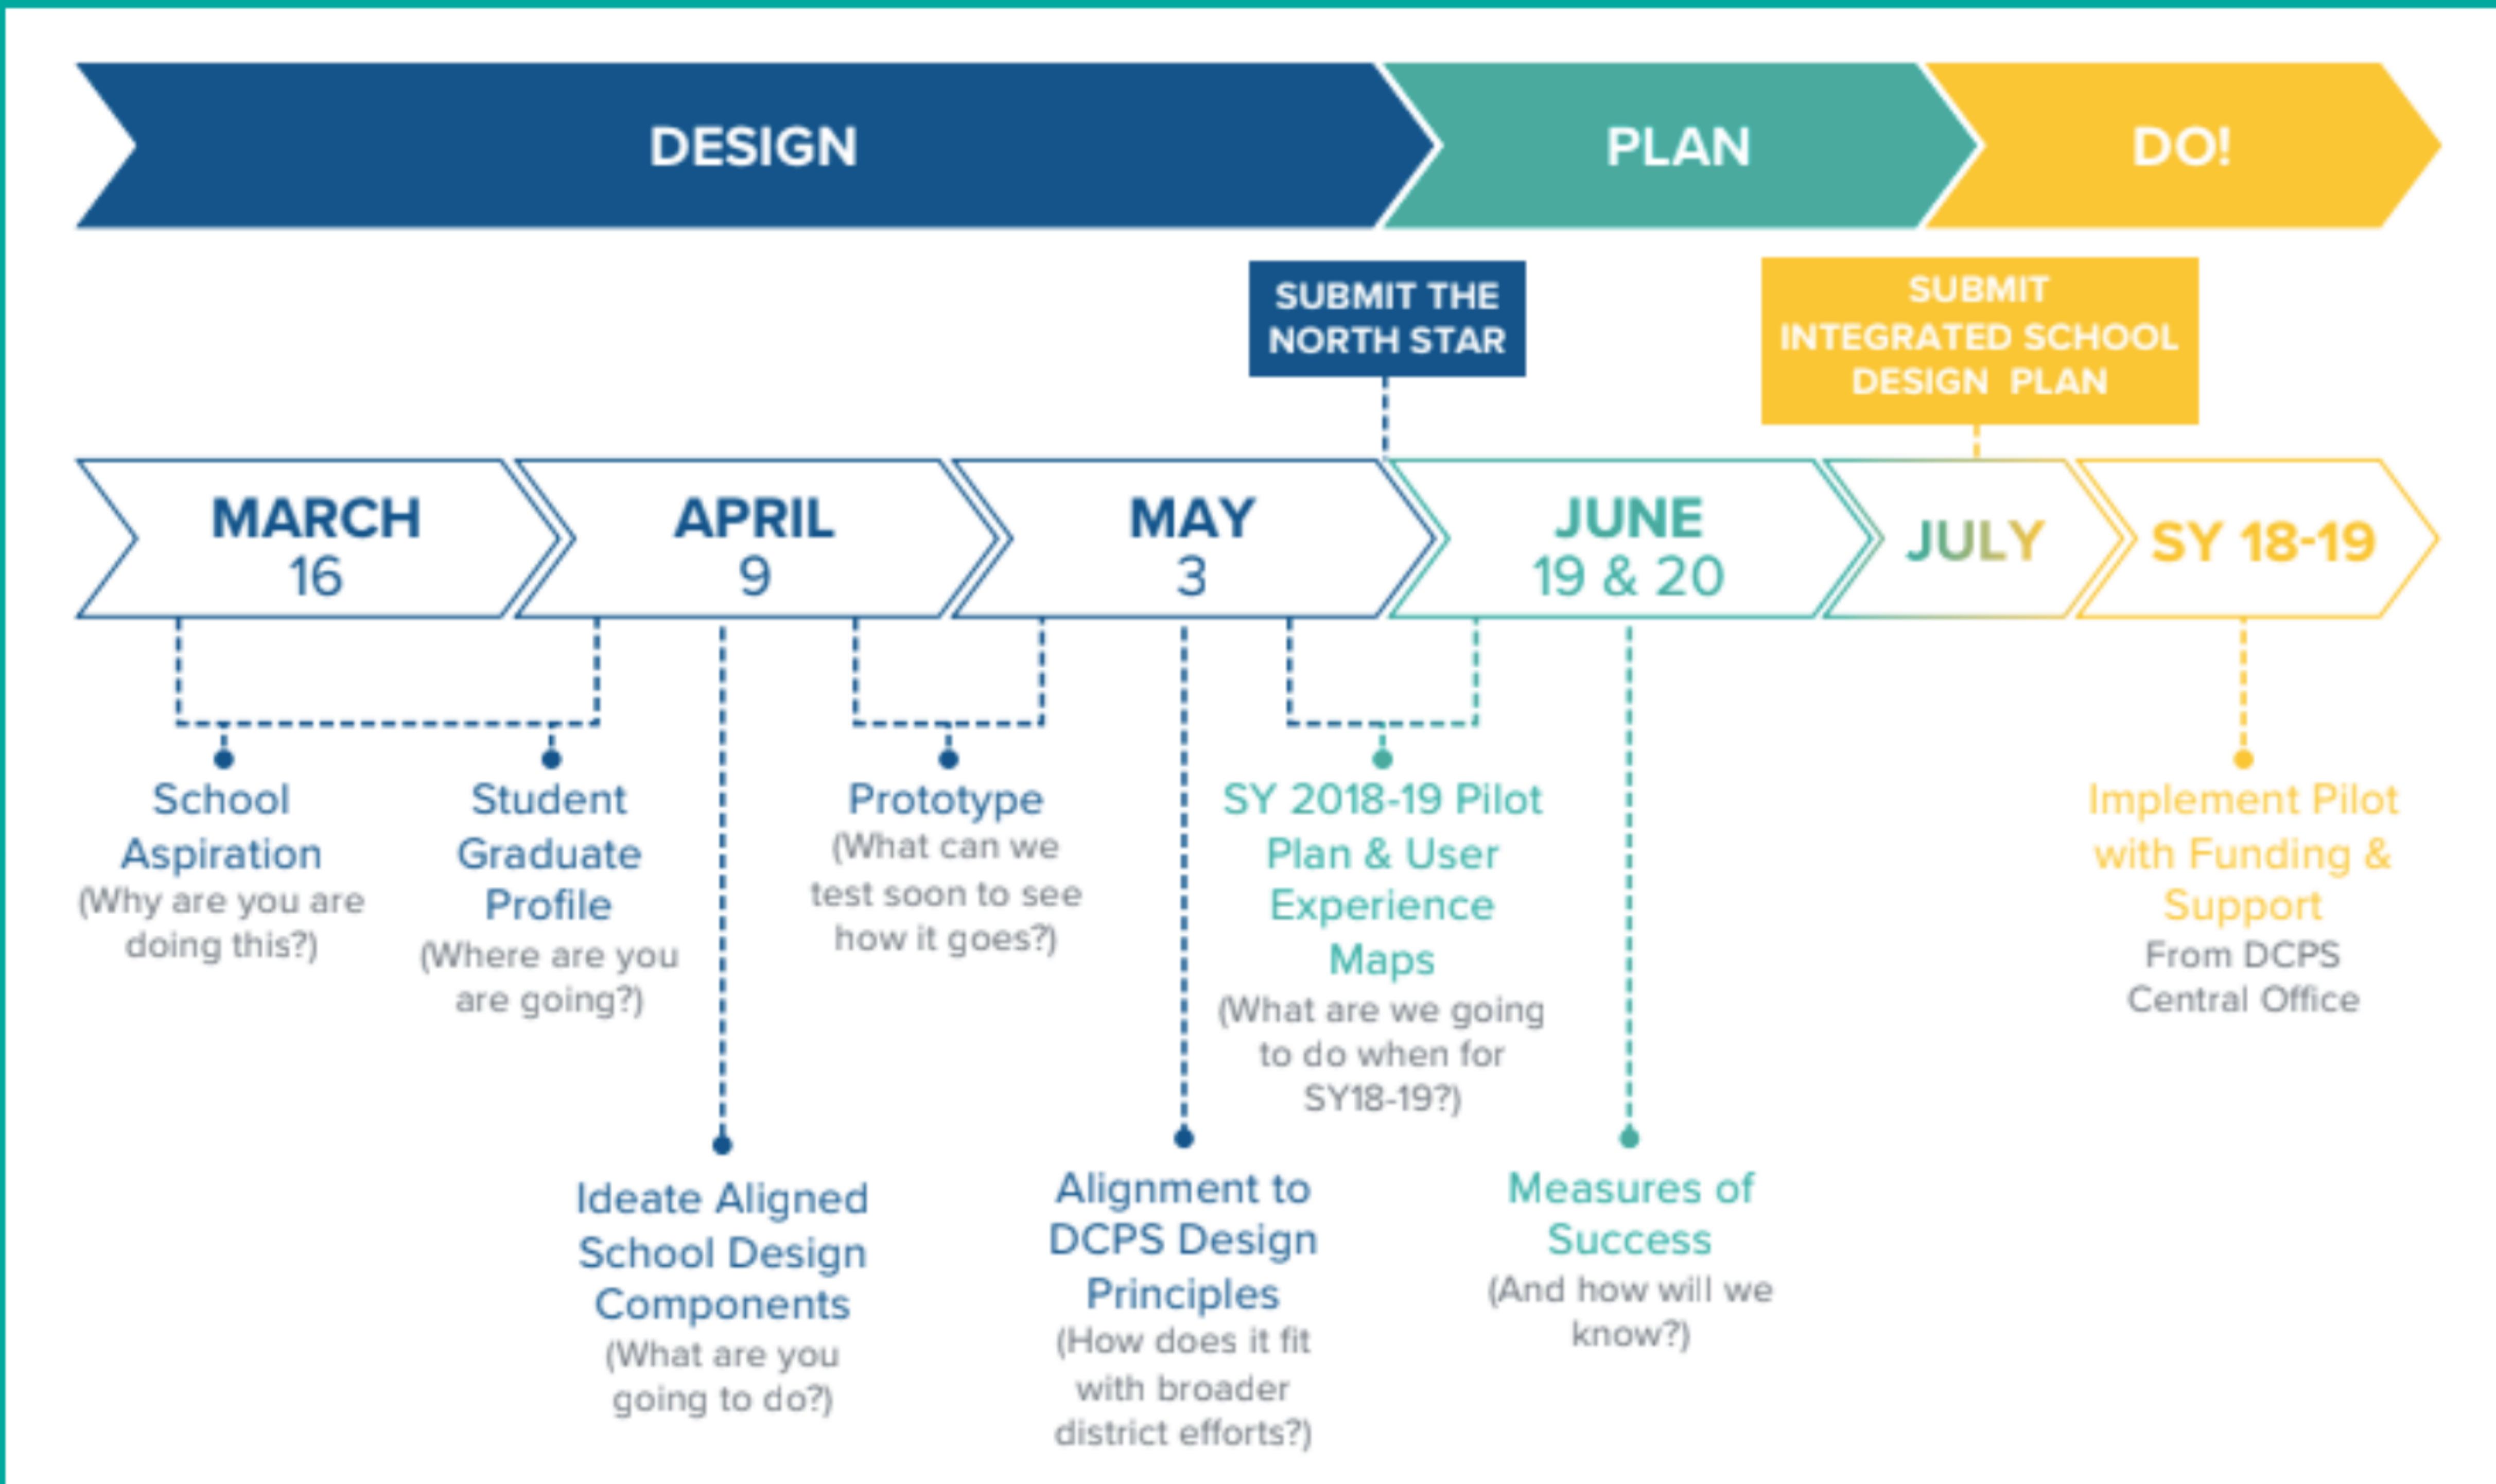 DESIGN
PLAN
DO!
SUBMIT THE
NORTH STAR
SUBMIT
INTEGRATED SCHOOL
DESIGN PLAN
MARCH
16
APRIL
9
MAY
3
JUNE
19 & 20
JULY
SY 18-19
School
Aspiration
(Why are you are
doing this?)
Student
Graduate
Profile
(Where are you
are going?)
Ideate Aligned
School Design
Components
(What are you
going to do?)
Prototype
(What can we
test soon to see
how it goes?)
Alignment to
DCPS Design
Principles
(How does it fit
with broader
district efforts?)
SY 2018-19 Pilot
Plan & User
Experience
Maps
(What are we going
to do when for
SY18-19?)
Measures of
Success
(And how will we
know?)
Implement Pilot
with Funding &
Support
From DCPS
Central Office